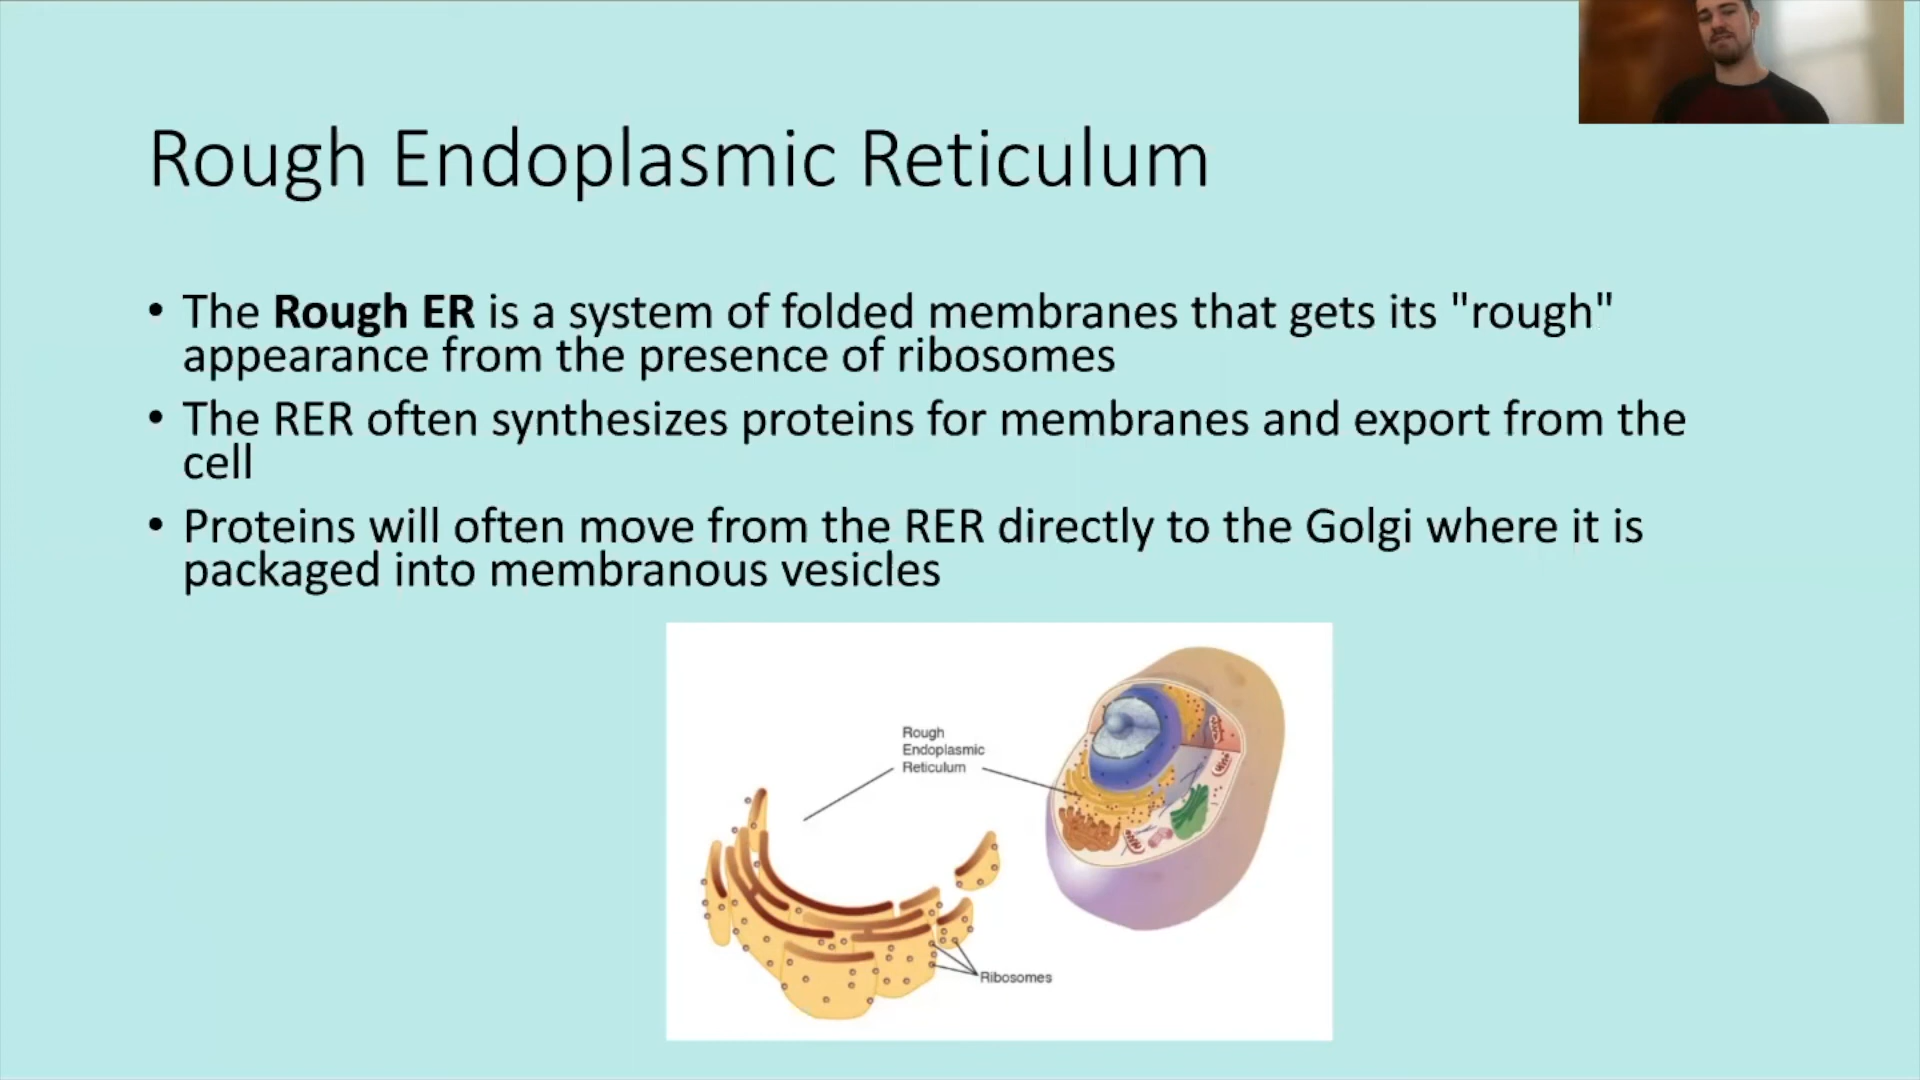 Rough Endoplasmic Reticulum
• The Rough ER is a system of folded membranes that gets its "rough"
appearance from the presence of ribosomes
• The RER often synthesizes proteins for membranes and export from the
cell
• Proteins will often move from the RER directly to the Golgi where it is
packaged into membranous vesicles
Rough
Endoplasmic
Reticulum
Ribosomes